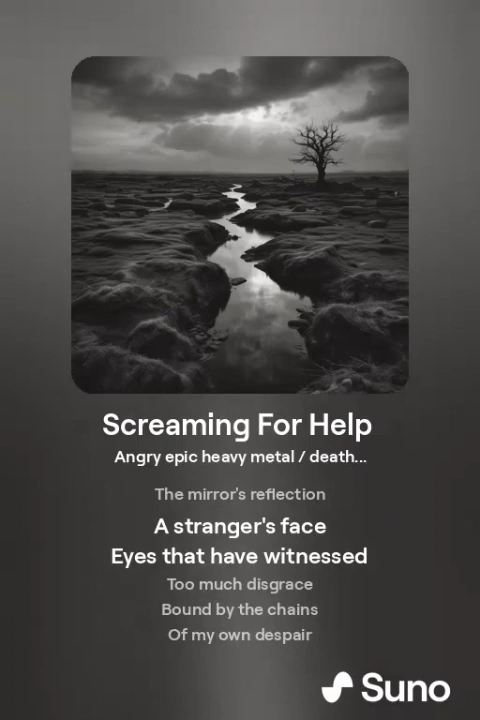 Screaming For Help
Angry epic heavy metal / death...
The mirror's reflection
A stranger's face
Eyes that have witnessed
Too much disgrace
Bound by the chains
Of my own despair
Suno